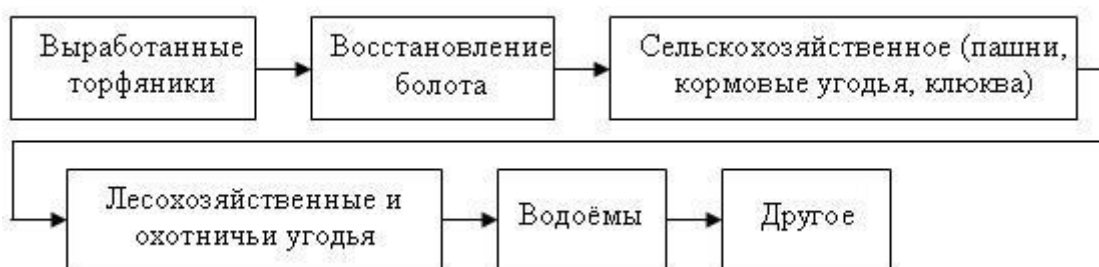 Выработанные
торфяники
Восстановление
болота
Сельскохозяйственное (пашни,
кормовые угодья, клюква)
Лесохозяйственные и
охотничьи угодья
Водоёмы
Другое